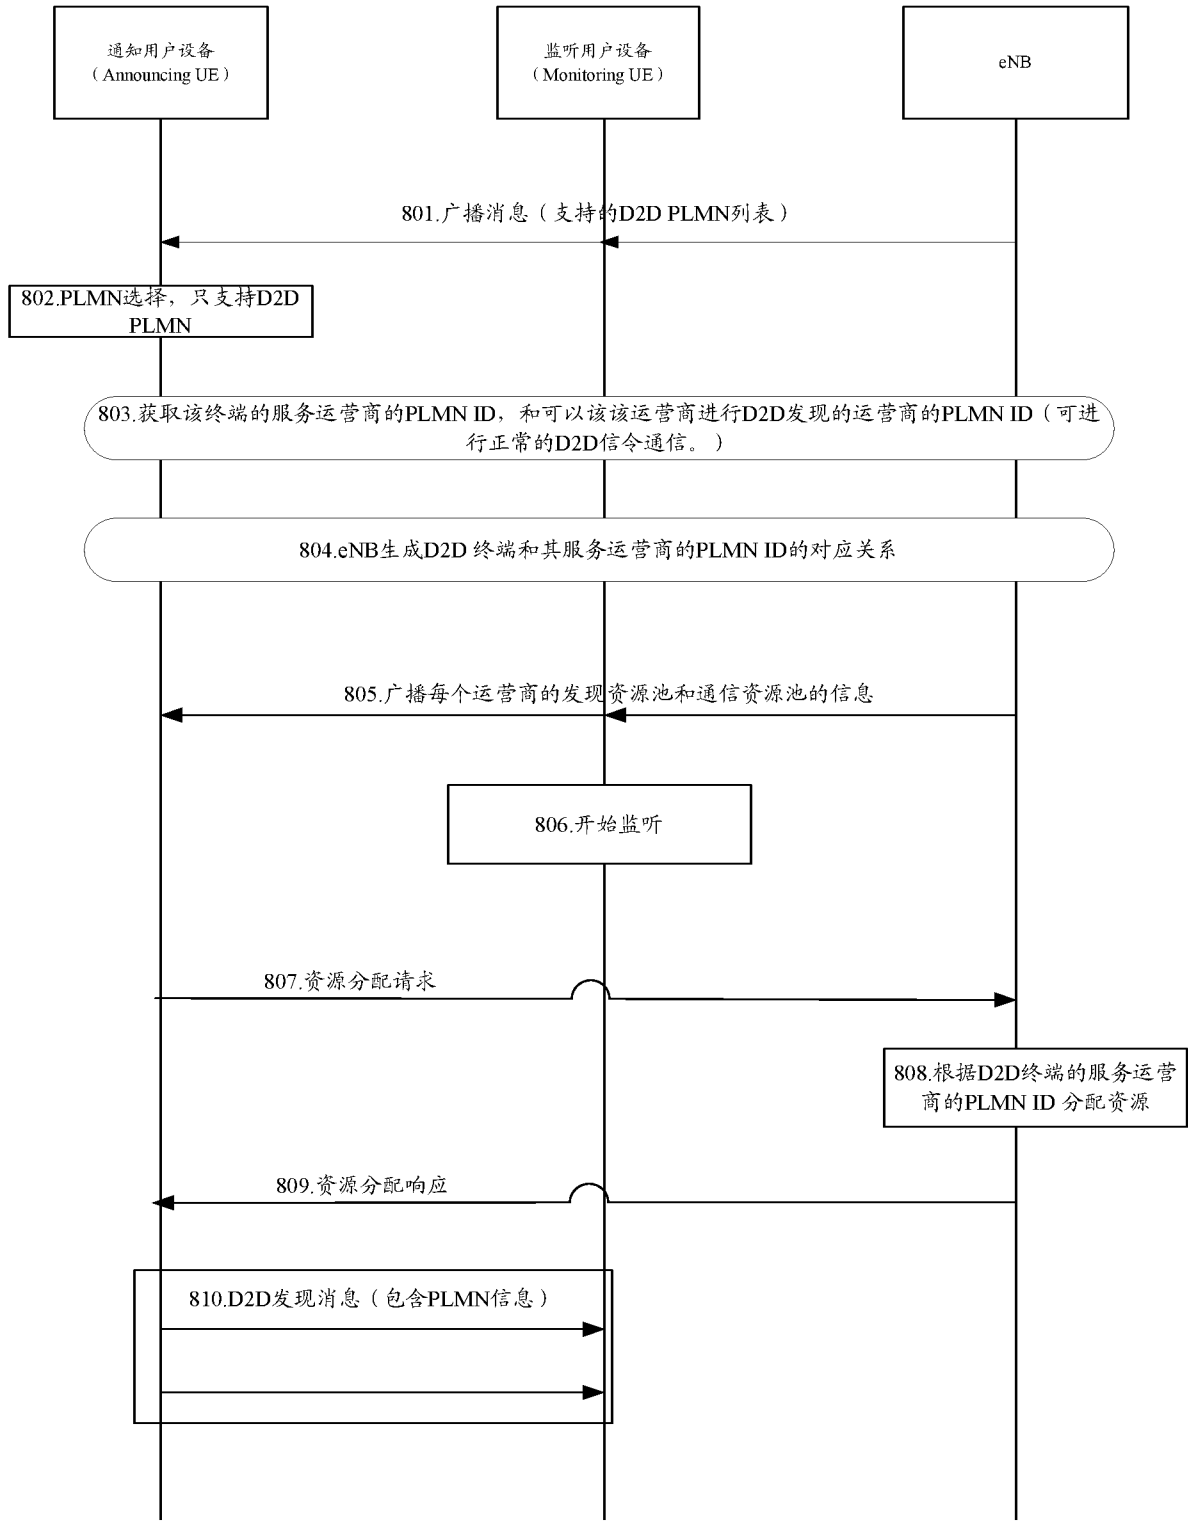 通知用户设备
（Announcing UE）
监听用户设备
（Monitoring UE）
eNB
801.广播消息（支持的D2D PLMN列表）
802.PLMN选择，只支持D2D
PLMN
803.获取该终端的服务运营商的PLMN ID，和可以该该运营商进行D2D发现的运营商的PLMN ID（可进
行正常的D2D信令通信。）
804.eNB生成D2D 终端和其服务运营商的PLMN ID的对应关系
805.广播每个运营商的发现资源池和通信资源池的信息
806.开始监听
807.资源分配请求
808.根据D2D终端的服务运营
商的PLMN ID 分配资源
809.资源分配响应
810.D2D发现消息（包含PLMN信息）